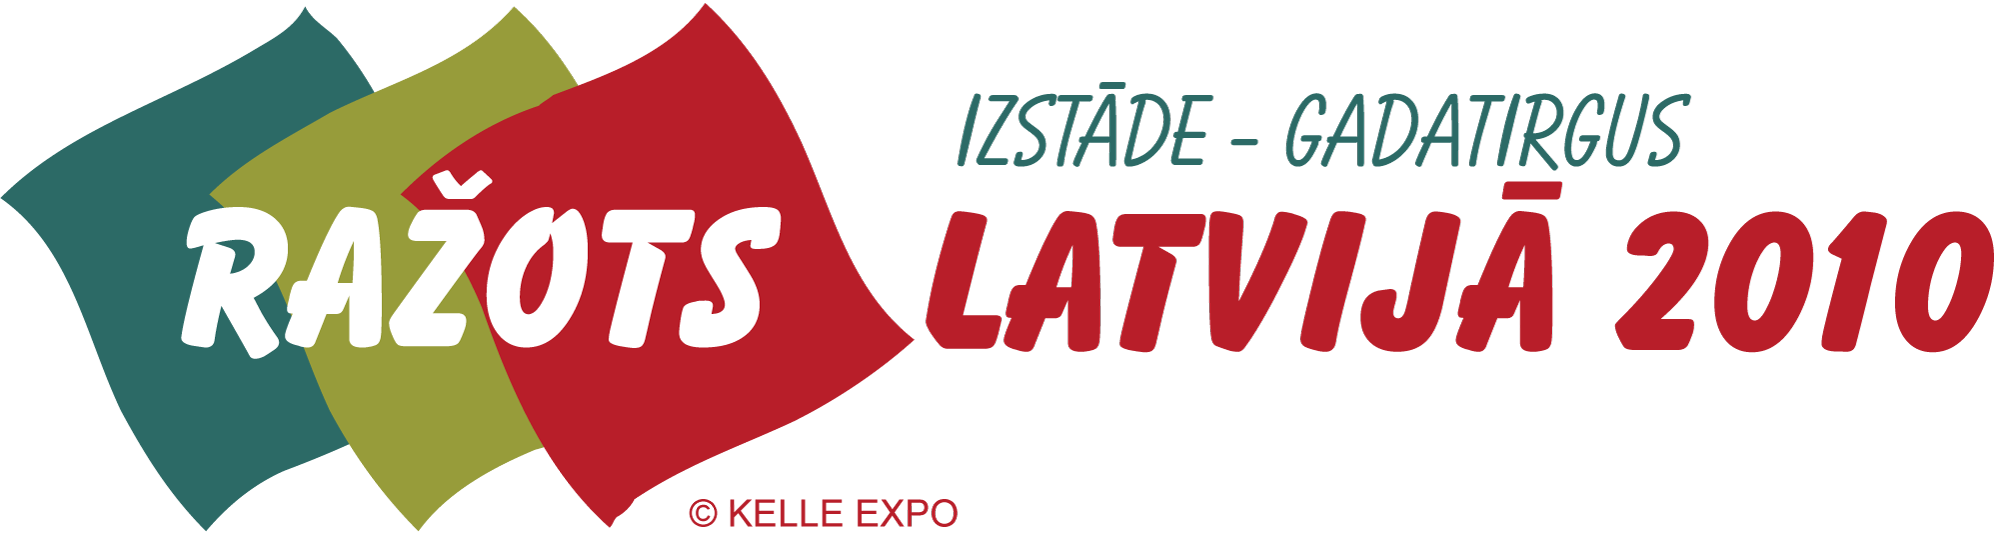 IZSTĀDE - GADATIRGUS
RAŽOTS LATVIJĀ 2010
© KELLE EXPO